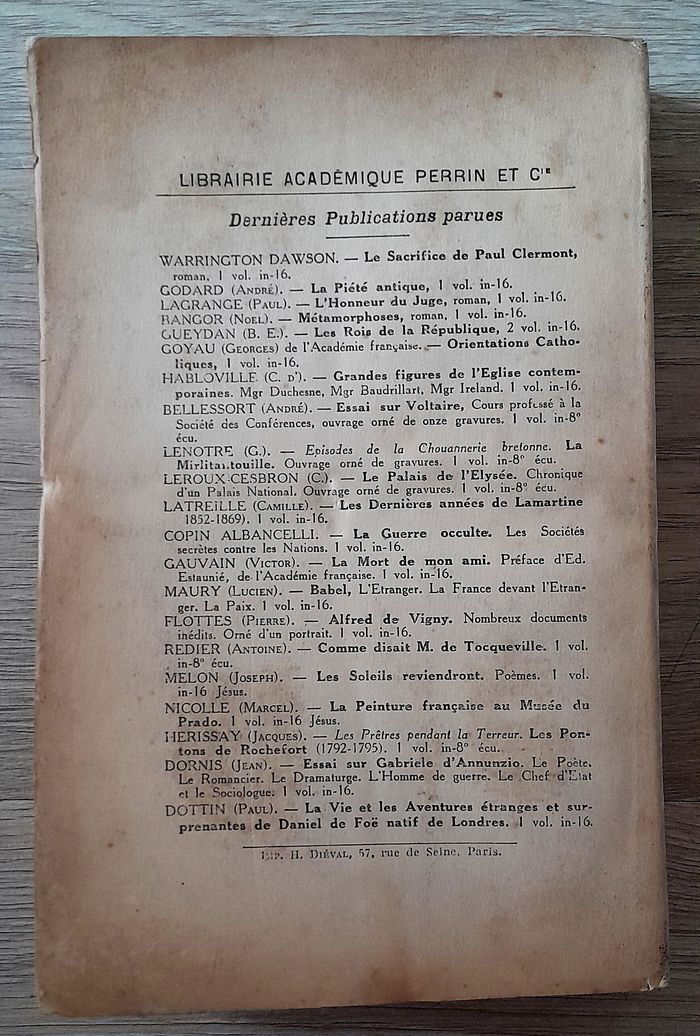 LIBRAIRIE ACADÉMIQUE PERRIN ET Cie
Dernières Publications parues
WARRINGTON DAWSON. — Le Sacrifice de Paul Clermont,
roman, 1 vol. in-16.
GODARD (André). — La Piété antique, 1 vol. in-16.
LAGRANGE (Paul). — L'Honneur du Juge, roman, 1 vol. in-16.
BANGOR (Noel). — Métamorphoses, roman, 1 vol. in-16.
GUEYDAN (B. E.). — Les Rois de la République, 2 vol. in-16.
GOYAU (Georges) de l'Académie française. — Orientations Catho-
liques, 1 vol. in-16.
HABLOVILLE (C. d'). — Grandes figures de l'Eglise contem-
poraines. Mgr Duchesne, Mgr Baudrillart, Mgr Ireland. 1 vol. in-16.
BELLESSORT (André). — Essai sur Voltaire, Cours professé à la
Société des Conférences, ouvrage orné de onze gravures. 1 vol. in-8°
écu.
LENOTRE (G.). — Episodes de la Chouannerie bretonne. La
Mirlitantouille. Ouvrage orné de gravures. 1 vol. in-8° écu.
LEROUX-CESBRON (C.). — Le Palais de l'Elysée. Chronique
d'un Palais National. Ouvrage orné de gravures. 1 vol. in-8° écu.
LATREILLE (Camille). — Les Dernières années de Lamartine
1852-1869). 1 vol. in-16.
COPIN ALBANCELLI. — La Guerre occulte. Les Sociétés
secrètes contre les Nations. 1 vol. in-16.
GAUVAIN (Victor). — La Mort de mon ami. Préface d'Ed.
Estaunié, de l'Académie française. 1 vol. in-16.
MAURY (Lucien). — Babel, L'Etranger. La France devant l'Etran-
ger. La Paix. 1 vol. in-16.
FLOTTES (Pierre). — Alfred de Vigny. Nombreux documents
inédits. Orné d'un portrait. 1 vol. in-16.
REDIER (Antoine). — Comme disait M. de Tocqueville. 1 vol.
in-8° écu.
MELON (Joseph). — Les Soleils reviendront. Poèmes. 1 vol.
in-16 Jésus.
NICOLLE (Marcel). — La Peinture française au Musée du
Prado. 1 vol. in-16 Jésus.
HERISSAY (Jacques). — Les Prêtres pendant la Terreur. Les Pon-
tons de Rochefort (1792-1795). 1 vol. in-8° écu.
DORNIS (Jean). — Essai sur Gabriele d'Annunzio. Le Poète.
Le Romancier. Le Dramaturge. L'Homme de guerre. Le Chef d'Etat
et le Sociologue. 1 vol. in-16.
DOTTIN (Paul). — La Vie et les Aventures étranges et sur-
prenantes de Daniel de Foë natif de Londres. 1 vol. in-16.
Imp. H. Diéval, 57, rue de Seine, Paris.